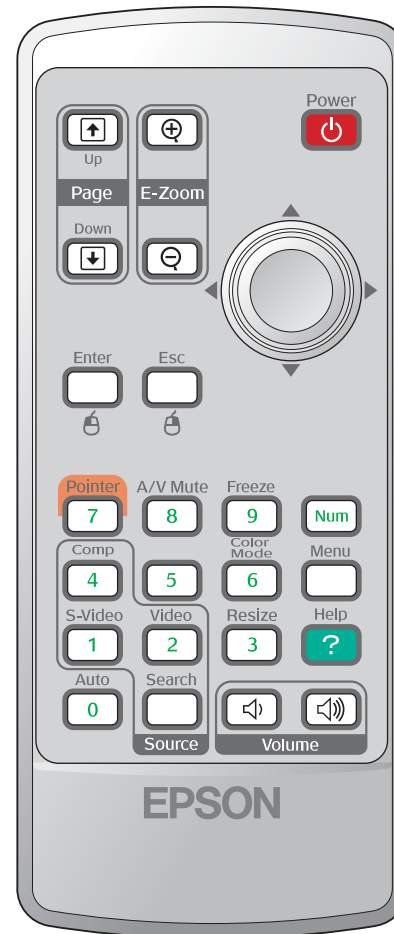 Power
Up
Page E-Zoom
Down
Enter Esc
Pointer A/V Mute Freeze
7 8 9 Num
Comp Color Mode Menu
4 5 6
S-Video Video Resize Help
1 2 3 ?
Auto Search
0
Source Volume
EPSON